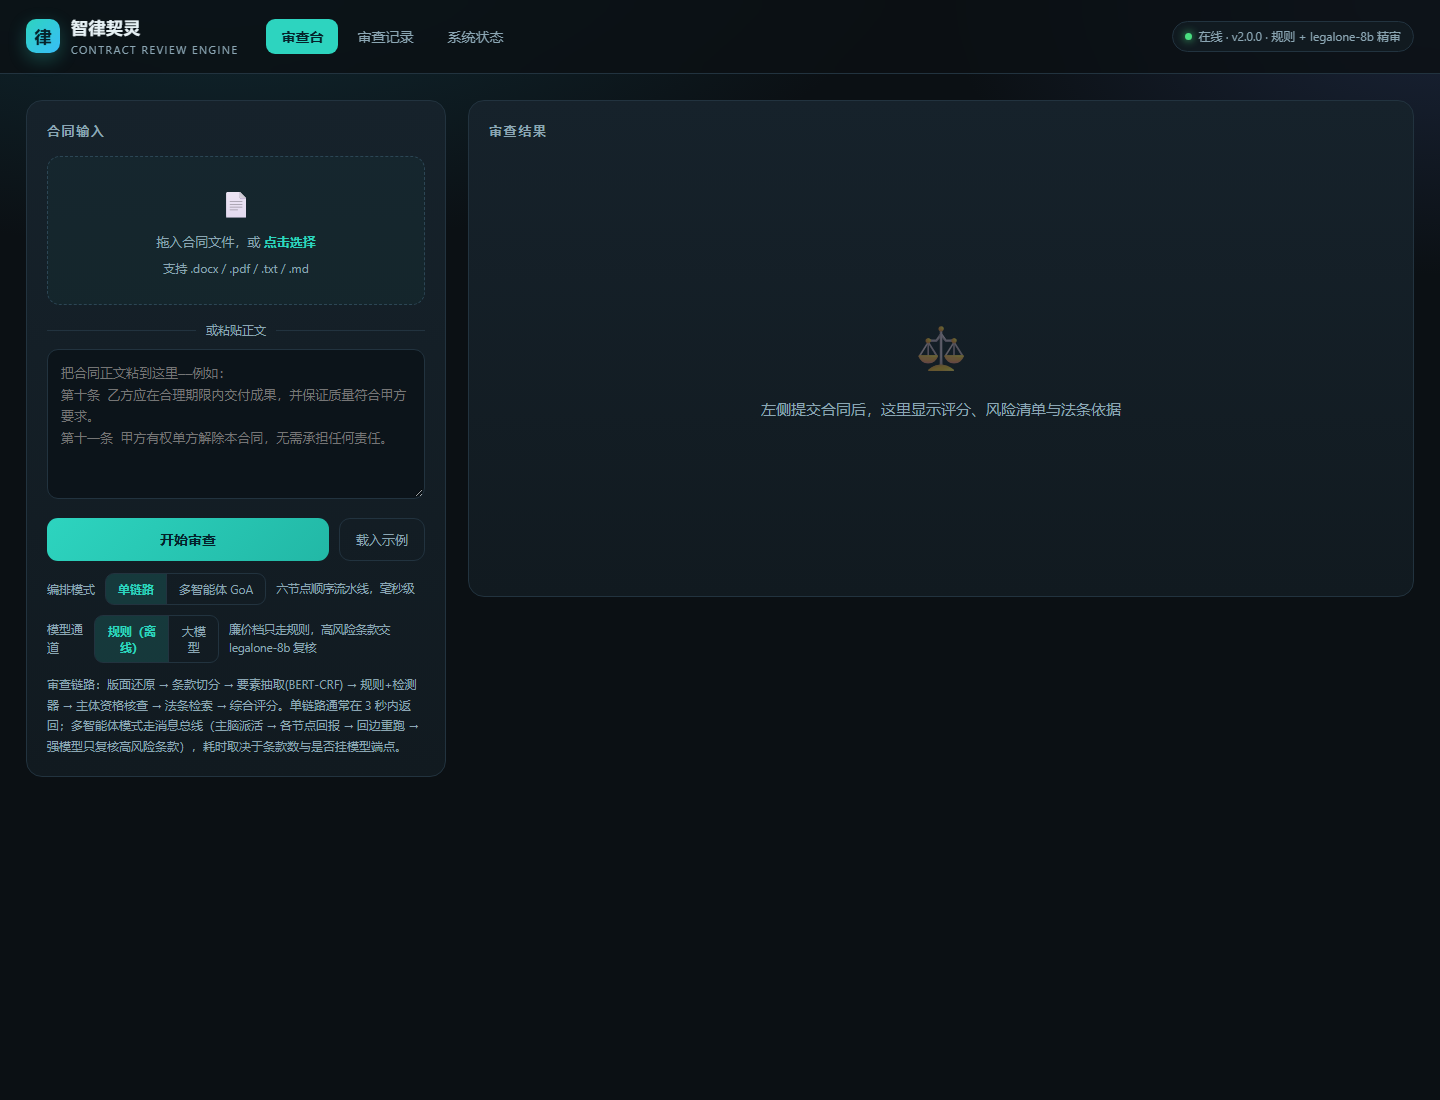 律
智律契灵
CONTRACT REVIEW ENGINE
审查台
审查记录
系统状态
在线 · v2.0.0 · 规则 + legalone-8b 精审
合同输入
拖入合同文件，或 点击选择
支持 .docx / .pdf / .txt / .md
或粘贴正文
把合同正文粘到这里——例如：
第十条 乙方应在合理期限内交付成果，并保证质量符合甲方
要求。
第十一条 甲方有权单方解除本合同，无需承担任何责任。
开始审查
载入示例
编排模式
单链路
多智能体 GoA
六节点顺序流水线，毫秒级
模型通
道
规则（离
线）
大模
型
廉价档只走规则，高风险条款交
legalone-8b 复核
审查链路：版面还原 → 条款切分 → 要素抽取(BERT-CRF) → 规则+检测
器 → 主体资格核查 → 法条检索 → 综合评分。单链路通常在 3 秒内返
回；多智能体模式走消息总线（主脑派活 → 各节点回报 → 回边重跑 →
强模型只复核高风险条款），耗时取决于条款数与是否挂模型端点。
审查结果
左侧提交合同后，这里显示评分、风险清单与法条依据